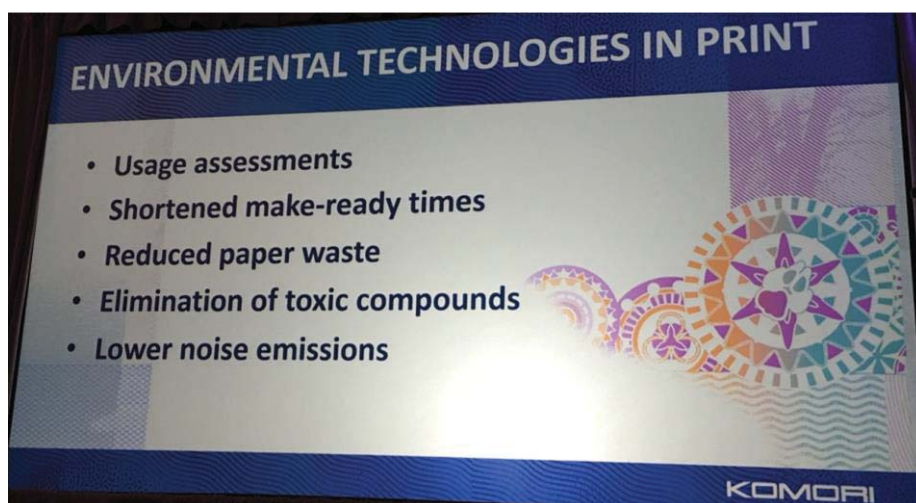 ENVIRONMENTAL TECHNOLOGIES IN PRINT
• Usage assessments
• Shortened make-ready times
• Reduced paper waste
• Elimination of toxic compounds
• Lower noise emissions
KOMORI